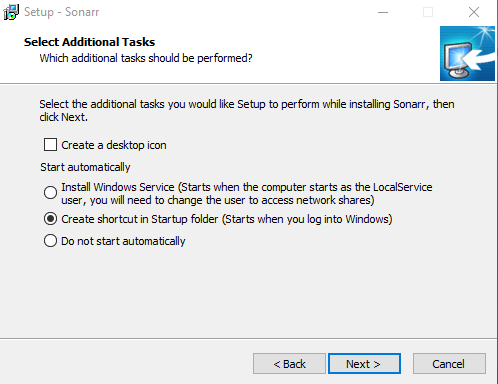 Setup - Sonarr
Select Additional Tasks
Which additional tasks should be performed?
Select the additional tasks you would like Setup to perform while installing Sonarr, then
click Next.
Create a desktop icon
Start automatically
Install Windows Service (Starts when the computer starts as the LocalService
user, you will need to change the user to access network shares)
Create shortcut in Startup folder (Starts when you log into Windows)
Do not start automatically
< Back
Next >
Cancel